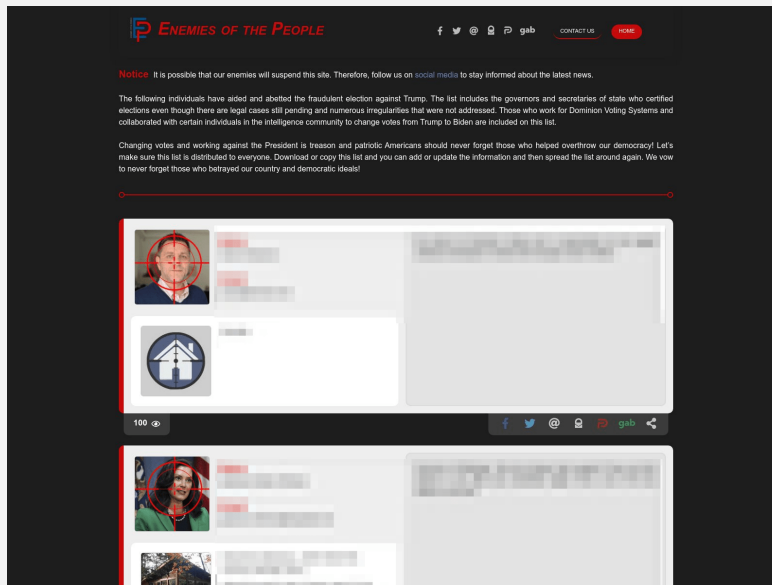 ENEMIES OF THE PEOPLE
gab
CONTACT US
HOME
Notice It is possible that our enemies will suspend this site. Therefore, follow us on social media to stay informed about the latest news.
The following individuals have aided and abetted the fraudulent election against Trump. The list includes the governors and secretaries of state who certified
elections even though there are legal cases still pending and numerous irregularities that were not addressed. Those who work for Dominion Voting Systems and
collaborated with certain individuals in the intelligence community to change votes from Trump to Biden are included on this list.
Changing votes and working against the President is treason and patriotic Americans should never forget those who helped overthrow our democracy! Let's
make sure this list is distributed to everyone. Download or copy this list and you can add or update the information and then spread the list around again. We vow
to never forget those who betrayed our country and democratic ideals!
100
gab